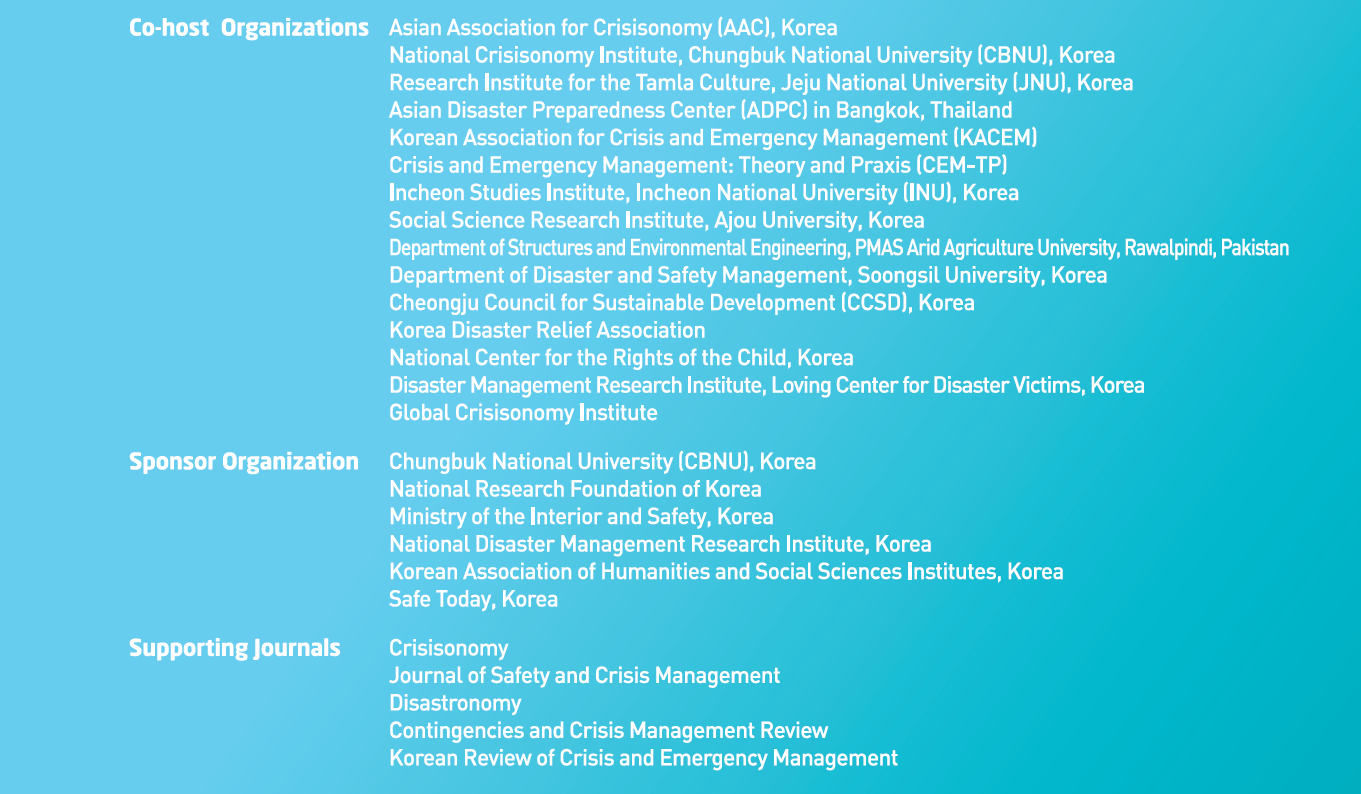 Co-host Organizations Asian Association for Crisisonomy (AAC), Korea
National Crisisonomy Institute, Chungbuk National University (CBNU), Korea
Research Institute for the Tamla Culture, Jeju National University (JNU), Korea
Asian Disaster Preparedness Center (ADPC) in Bangkok, Thailand
Korean Association for Crisis and Emergency Management (KACEM)
Crisis and Emergency Management: Theory and Praxis (CEM-TP)
Incheon Studies Institute, Incheon National University (INU), Korea
Social Science Research Institute, Ajou University, Korea
Department of Structures and Environmental Engineering, PMAS Arid Agriculture University, Rawalpindi, Pakistan
Department of Disaster and Safety Management, Soongsil University, Korea
Cheongju Council for Sustainable Development (CCSD), Korea
Korea Disaster Relief Association
National Center for the Rights of the Child, Korea
Disaster Management Research Institute, Loving Center for Disaster Victims, Korea
Global Crisisonomy Institute
Sponsor Organization Chungbuk National University (CBNU), Korea
National Research Foundation of Korea
Ministry of the Interior and Safety, Korea
National Disaster Management Research Institute, Korea
Korean Association of Humanities and Social Sciences Institutes, Korea
Safe Today, Korea
Supporting Journals Crisisonomy
Journal of Safety and Crisis Management
Disastronomy
Contingencies and Crisis Management Review
Korean Review of Crisis and Emergency Management